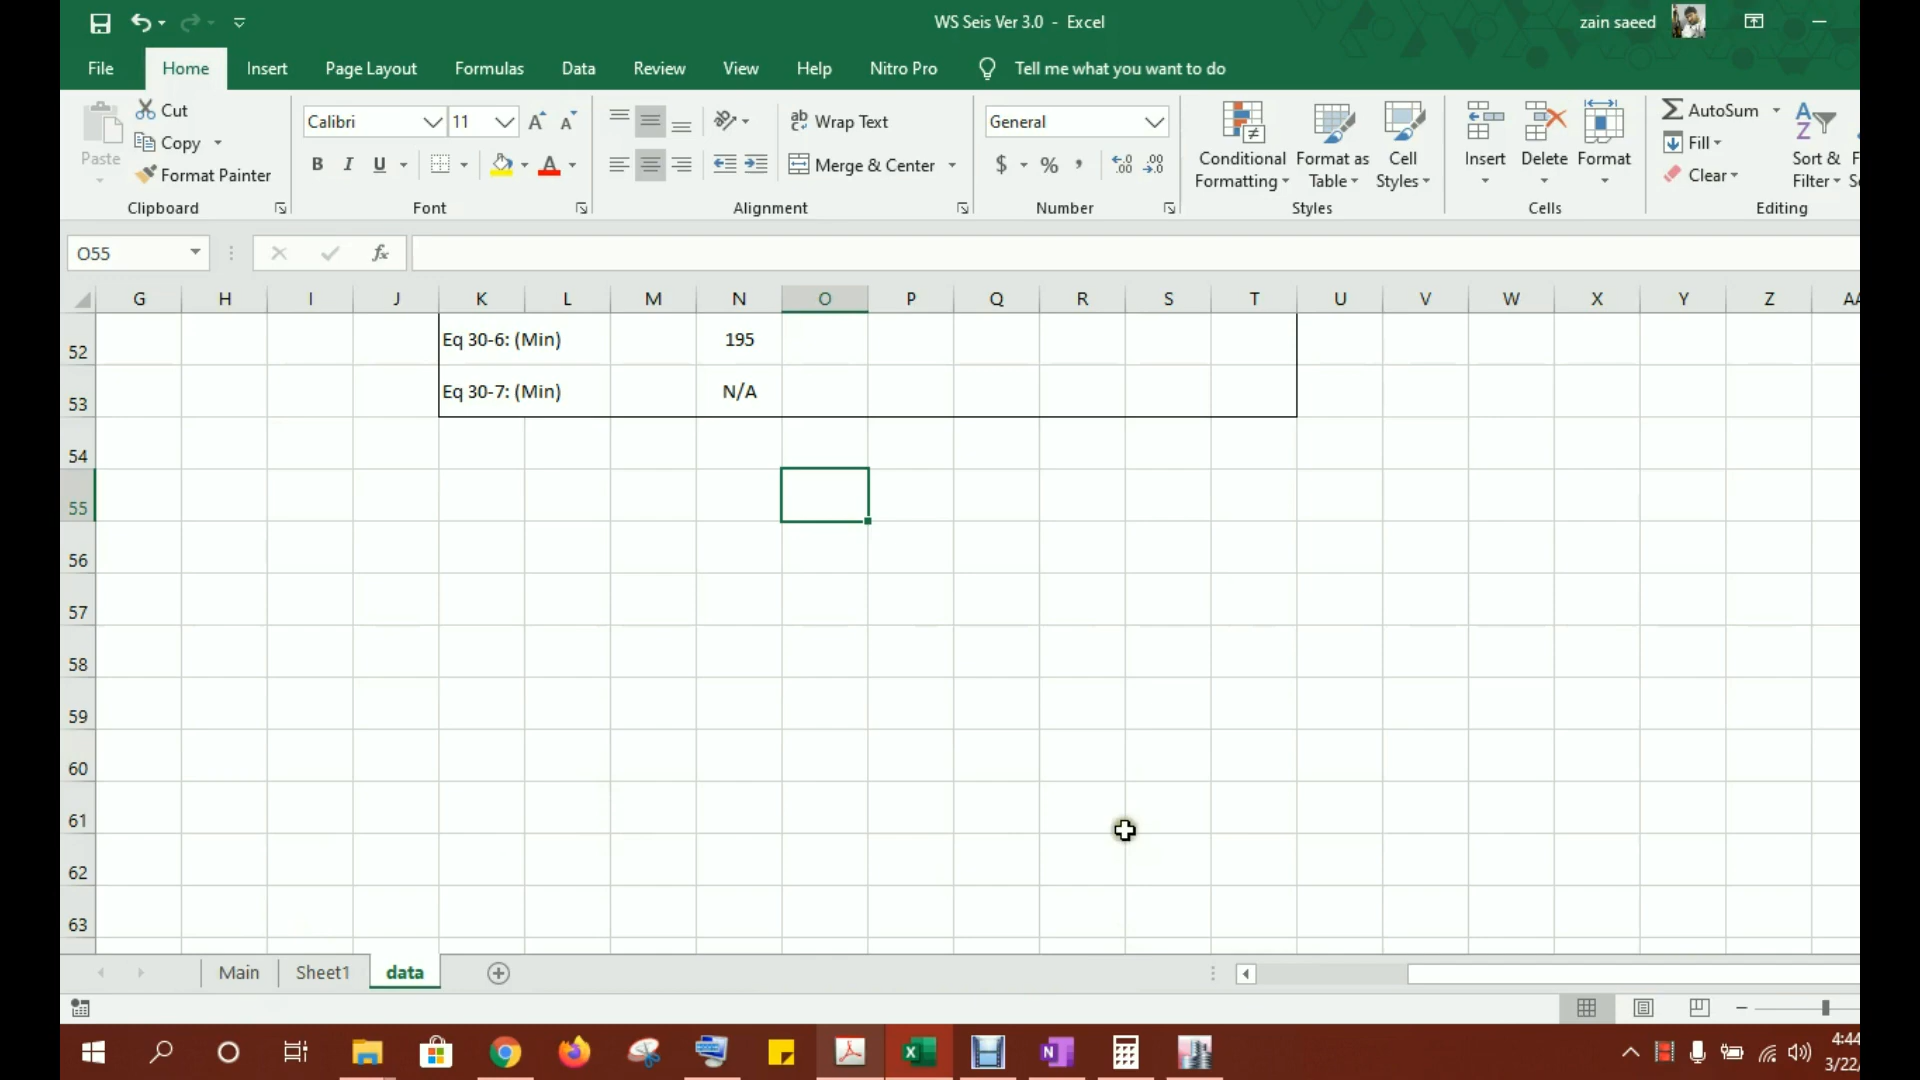 WS Seis Ver 3.0 - Excel
zain saeed
File Home Insert Page Layout Formulas Data Review View Help Nitro Pro Tell me what you want to do
Paste
Cut
Copy
Format Painter
Clipboard
Calibri 11
B I U
Font
Wrap Text
Merge & Center
Alignment
General
$ % ,
Number
Conditional Formatting
Format as Table
Cell Styles
Styles
Insert Delete Format
Cells
AutoSum
Fill
Clear
Sort & Filter
Editing
O55
fx
G H I J K L M N O P Q R S T U V W X Y Z AA
52 Eq 30-6: (Min) 195
53 Eq 30-7: (Min) N/A
54
55
56
57
58
59
60
61
62
63
Main Sheet1 data
4:44
3/22/